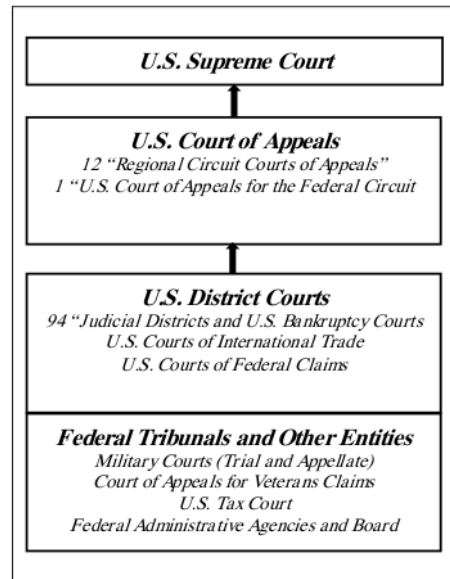 U.S. Supreme Court
U.S. Court of Appeals
12 “Regional Circuit Courts of Appeals”
1 “U.S. Court of Appeals for the Federal Circuit
U.S. District Courts
94 “Judicial Districts and U.S. Bankruptcy Courts
U.S. Courts of International Trade
U.S. Courts of Federal Claims
Federal Tribunals and Other Entities
Military Courts (Trial and Appellate)
Court of Appeals for Veterans Claims
U.S. Tax Court
Federal Administrative Agencies and Board